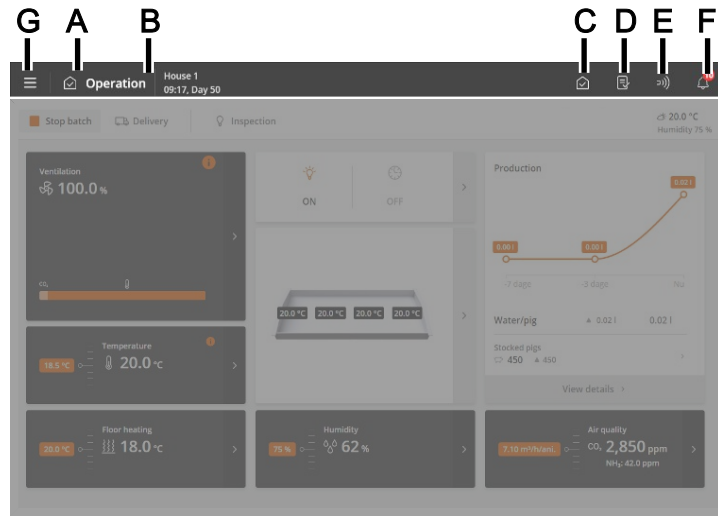 G A B C D E F
Operation
House 1
09:17, Day 50
10
Stop batch Delivery Inspection
20.0 °C
Humidity 75 %
Ventilation
100.0 %
CO₂
ON OFF
Production
0.02 l
0.00 l 0.00 l
-7 days -3 days No
20.0 °C 20.0 °C 20.0 °C 20.0 °C
Water/pig 0.02 l 0.02 l
Stocked pigs
450 450
View details
Temperature
18.5 °C 20.0 °C
Floor heating
20.0 °C 18.0 °C
Humidity
75 % 62 %
Air quality
7.10 m³/h/ani. CO₂ 2,850 ppm
NH₃: 42.0 ppm